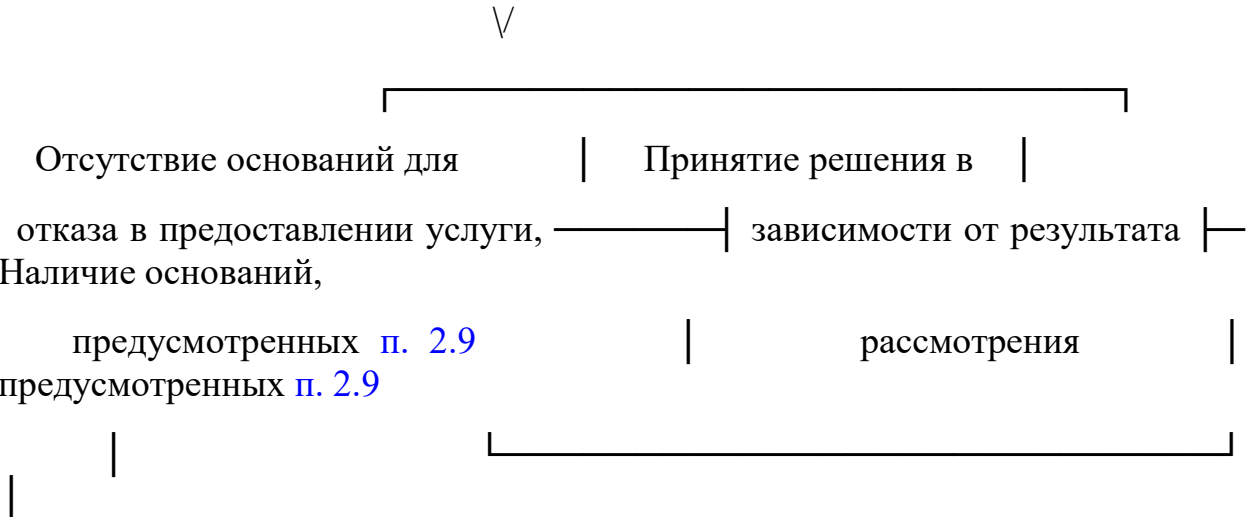 \/
Отсутствие оснований для │ Принятие решения в │
отказа в предоставлении услуги, ───────┤ зависимости от результата ├─
Наличие оснований,
предусмотренных п. 2.9 │ рассмотрения │
предусмотренных п. 2.9